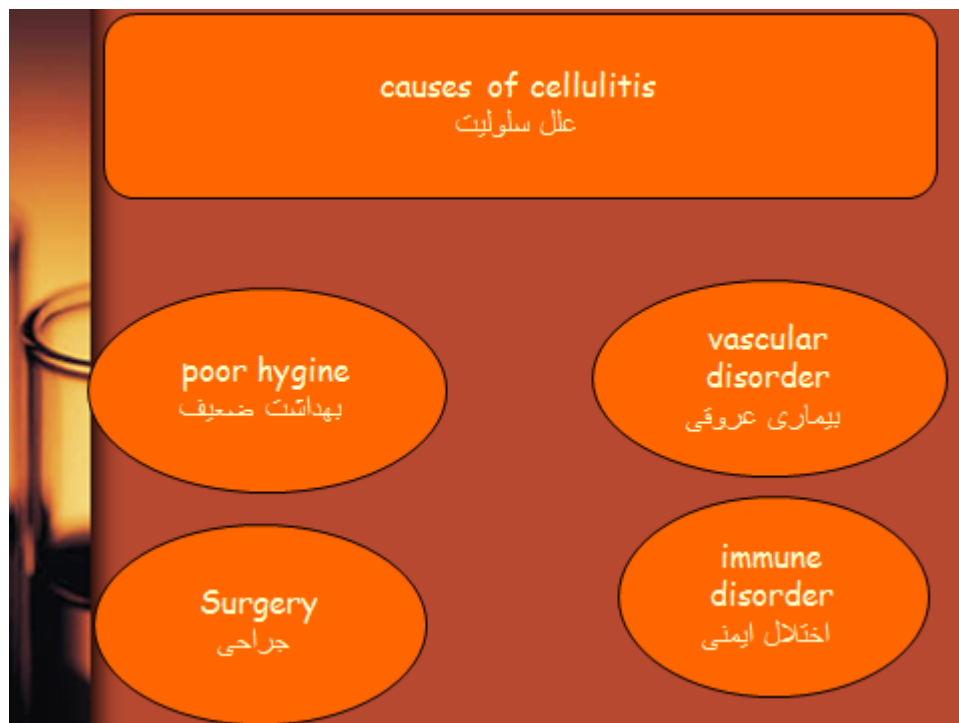 causes of cellulitis
علل سلولیت
poor hygine
بهداشت ضعیف
vascular
disorder
بیماری عروقی
Surgery
جراحی
immune
disorder
اختلال ایمنی